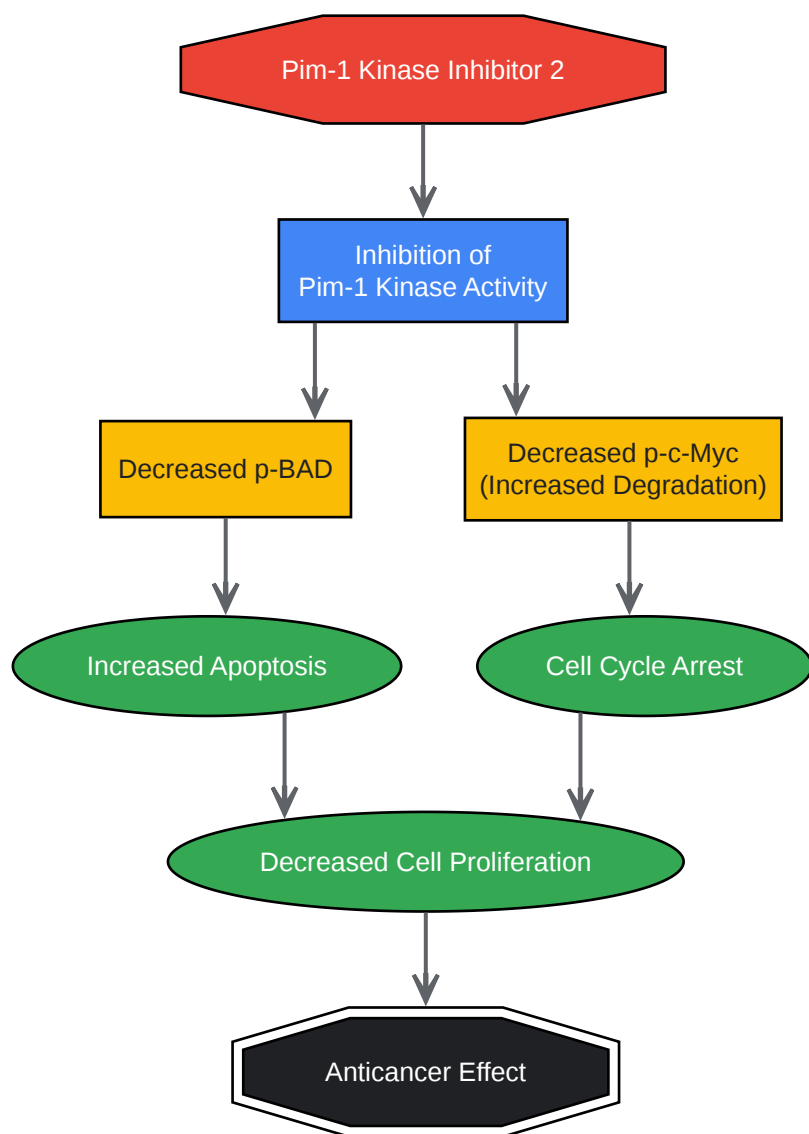 Pim-1 Kinase Inhibitor 2
Inhibition of
Pim-1 Kinase Activity
Decreased p-BAD
Decreased p-c-Myc
(Increased Degradation)
Increased Apoptosis
Cell Cycle Arrest
Decreased Cell Proliferation
Anticancer Effect